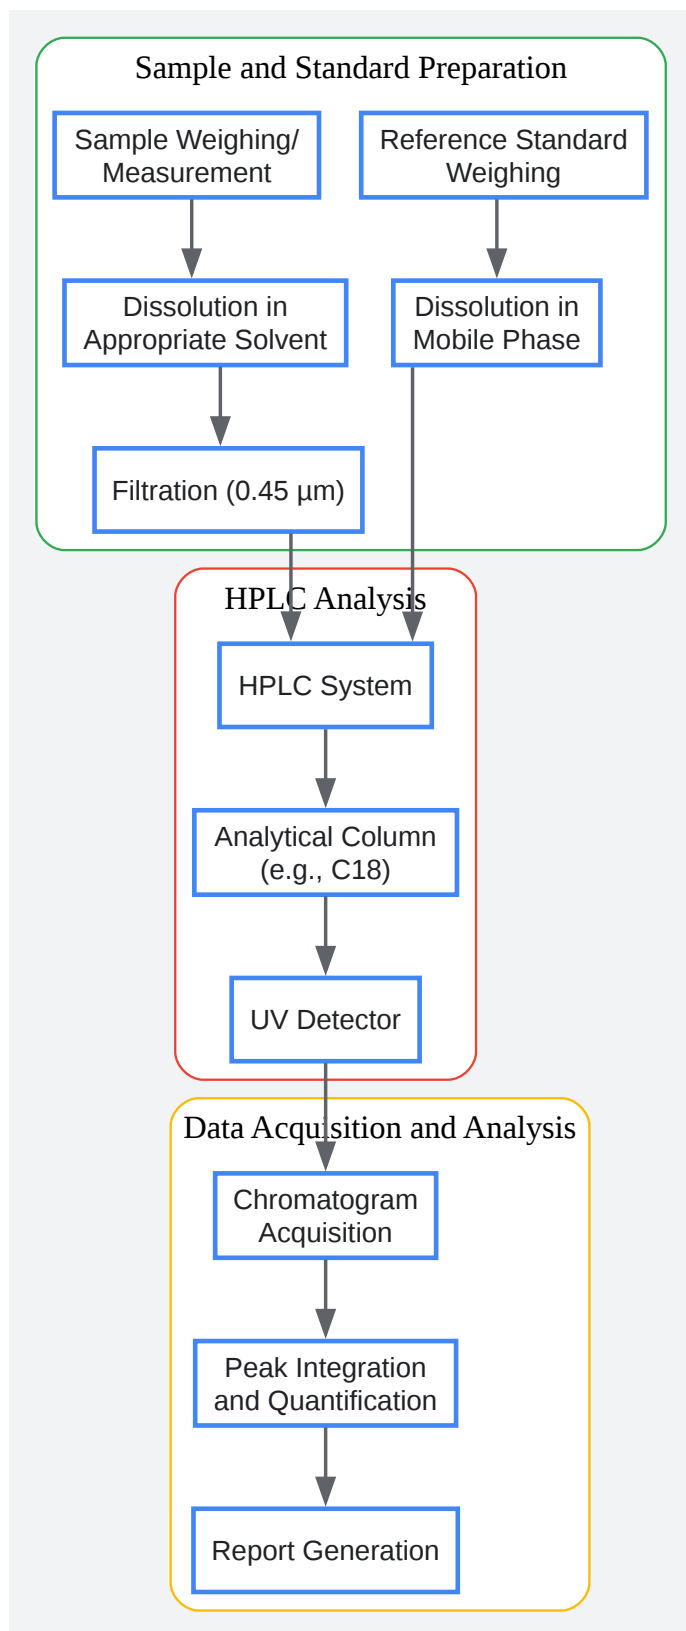 Sample and Standard Preparation
Sample Weighing/
Measurement
Reference Standard
Weighing
Dissolution in
Appropriate Solvent
Dissolution in
Mobile Phase
Filtration (0.45 µm)
HPLC Analysis
HPLC System
Analytical Column
(e.g., C18)
UV Detector
Data Acquisition and Analysis
Chromatogram
Acquisition
Peak Integration
and Quantification
Report Generation